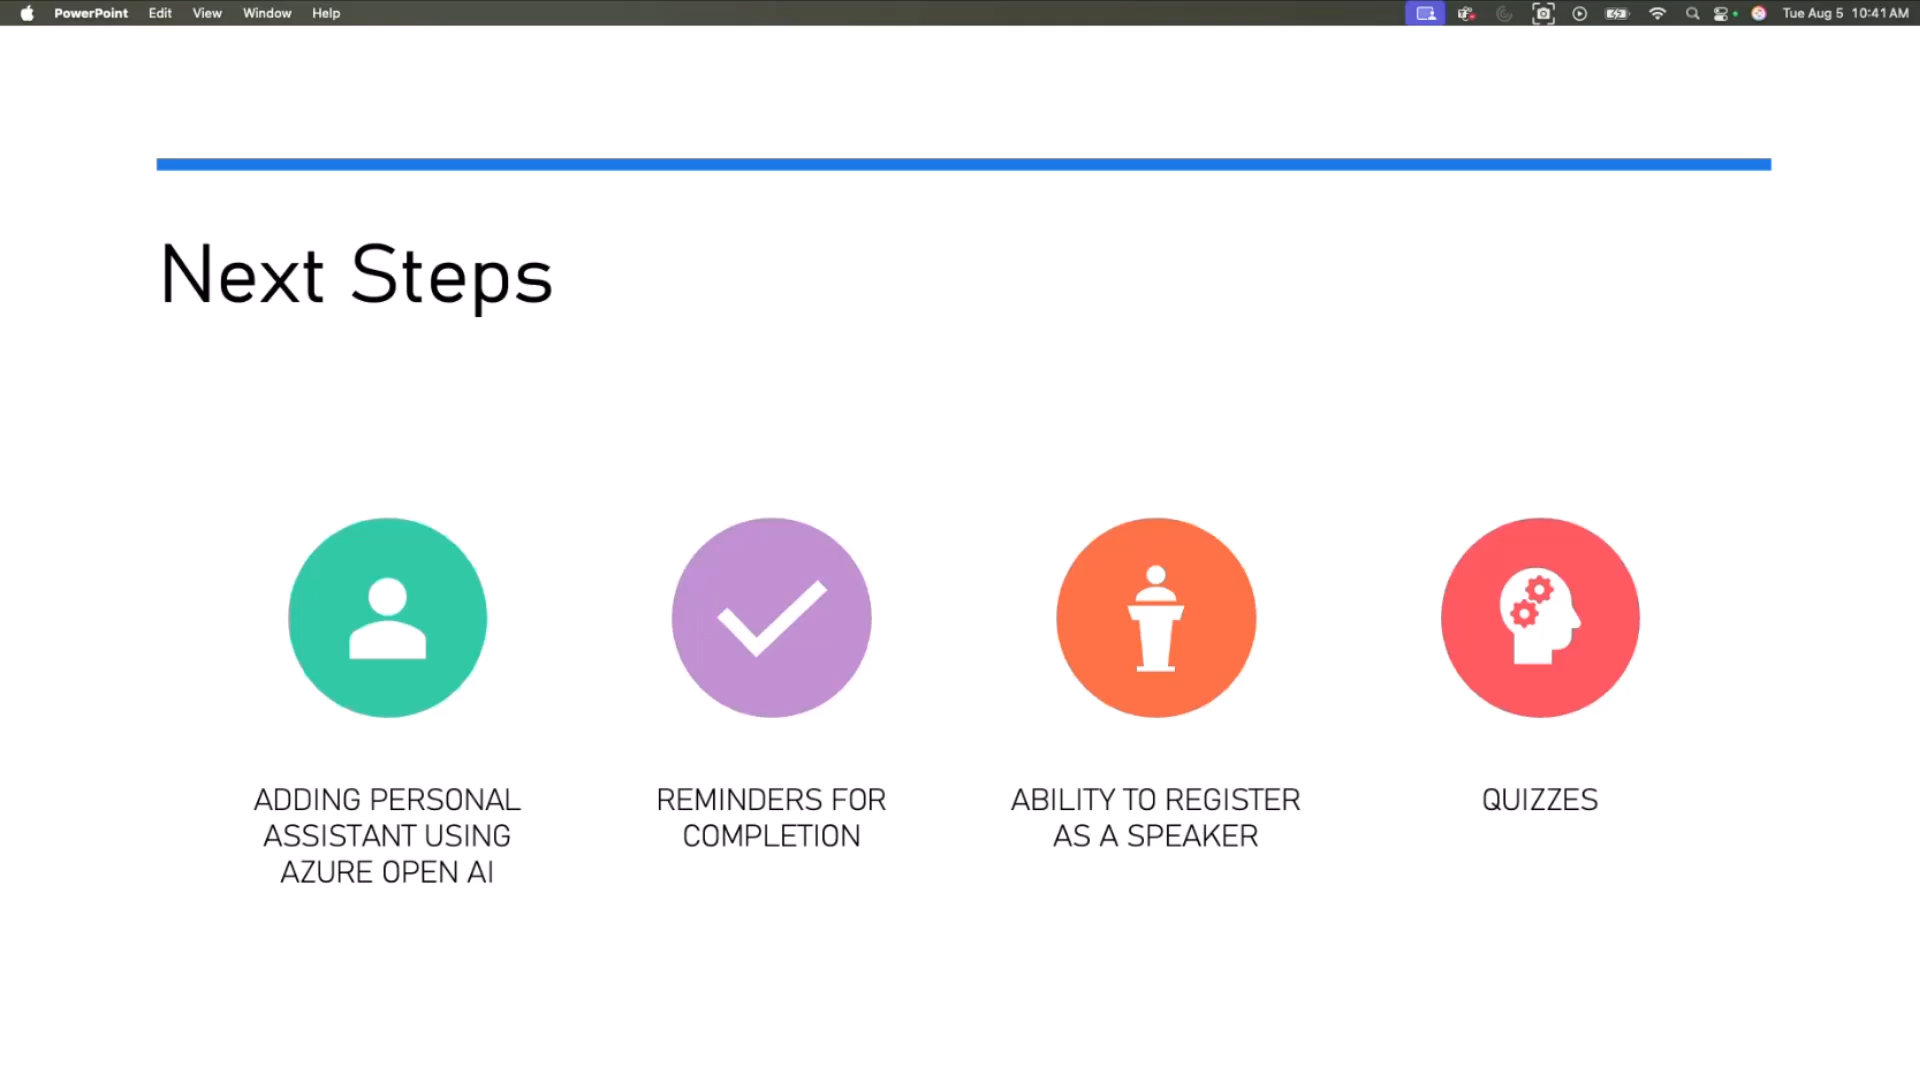 PowerPoint Edit View Window Help Tue Aug 5 10:41 AM
Next Steps
ADDING PERSONAL
ASSISTANT USING
AZURE OPEN AI
REMINDERS FOR
COMPLETION
ABILITY TO REGISTER
AS A SPEAKER
QUIZZES